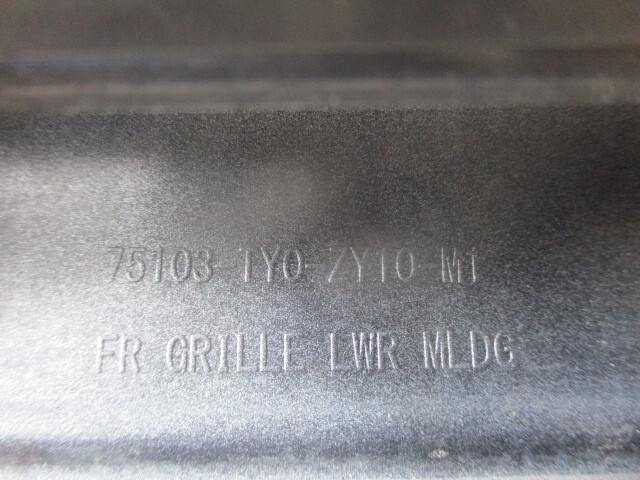 75103-TY0-ZY10-M1
FR GRILLE LWR MLDG